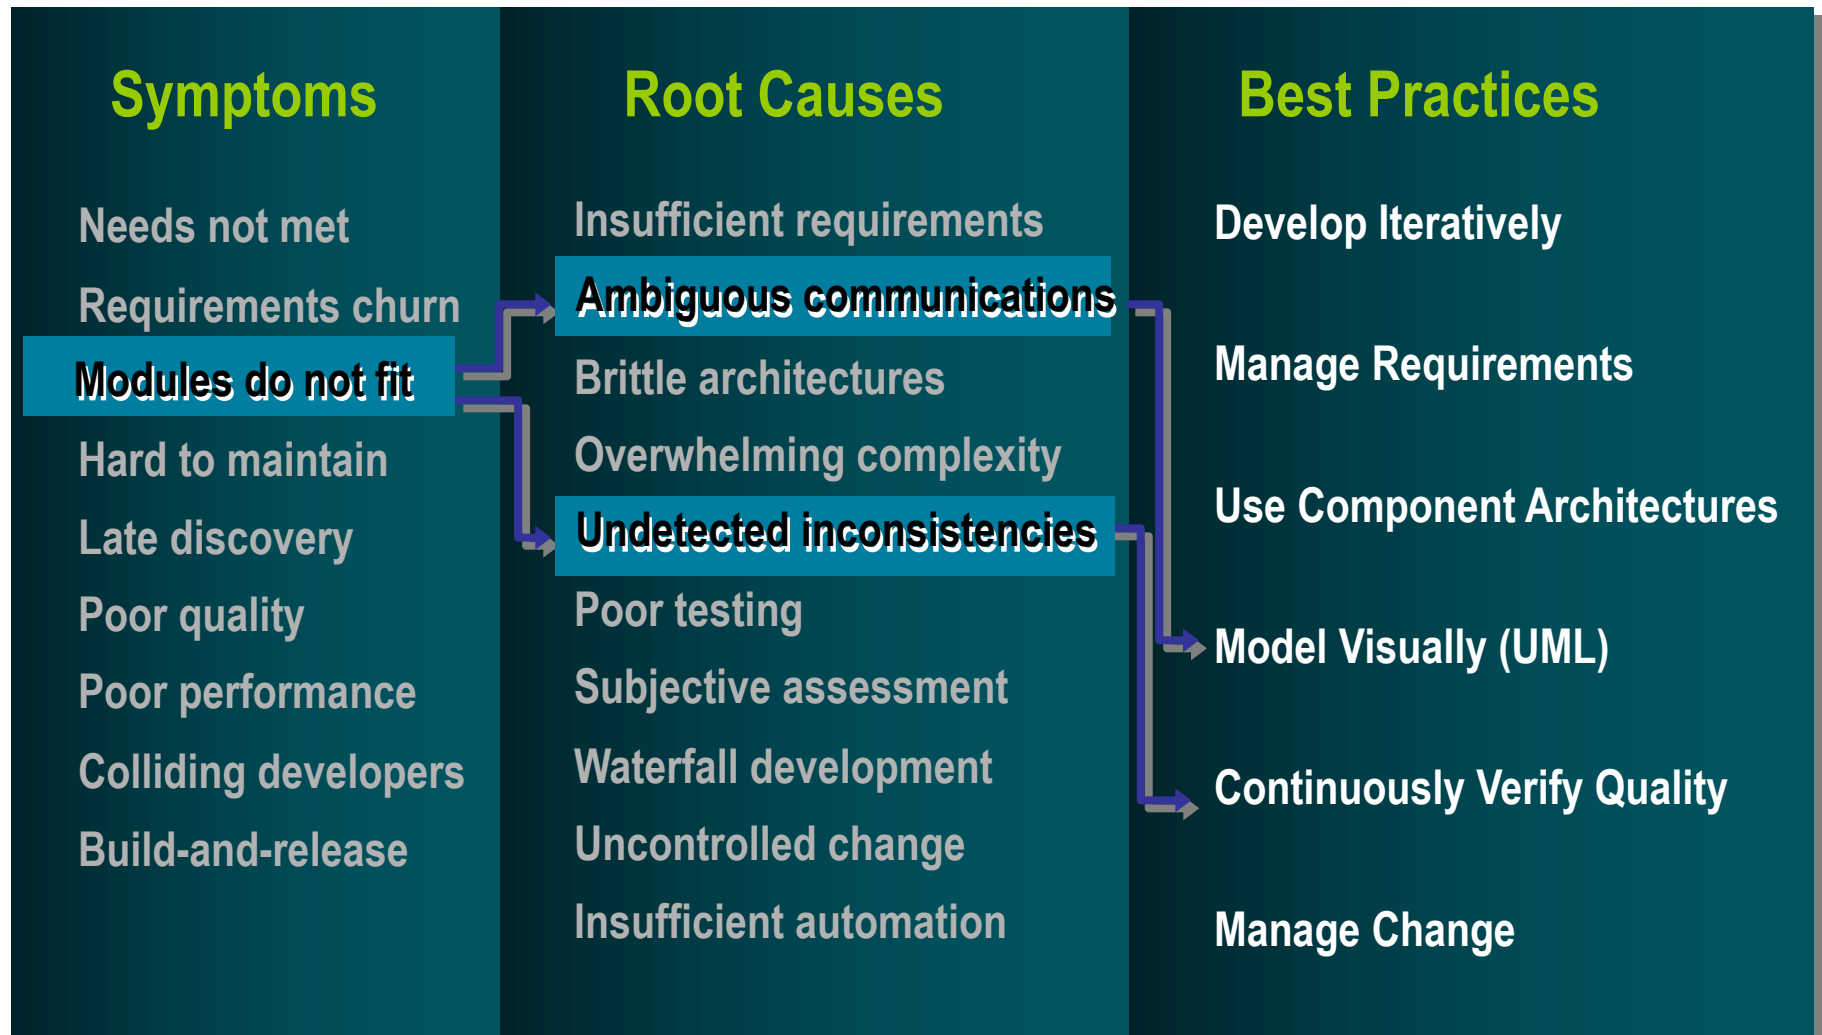 Symptoms
Needs not met
Requirements churn
Modules do not fit
Hard to maintain
Late discovery
Poor quality
Poor performance
Colliding developers
Build-and-release
Root Causes
Insufficient requirements
Ambiguous communications
Brittle architectures
Overwhelming complexity
Undetected inconsistencies
Poor testing
Subjective assessment
Waterfall development
Uncontrolled change
Insufficient automation
Best Practices
Develop Iteratively
Manage Requirements
Use Component Architectures
Model Visually (UML)
Continuously Verify Quality
Manage Change